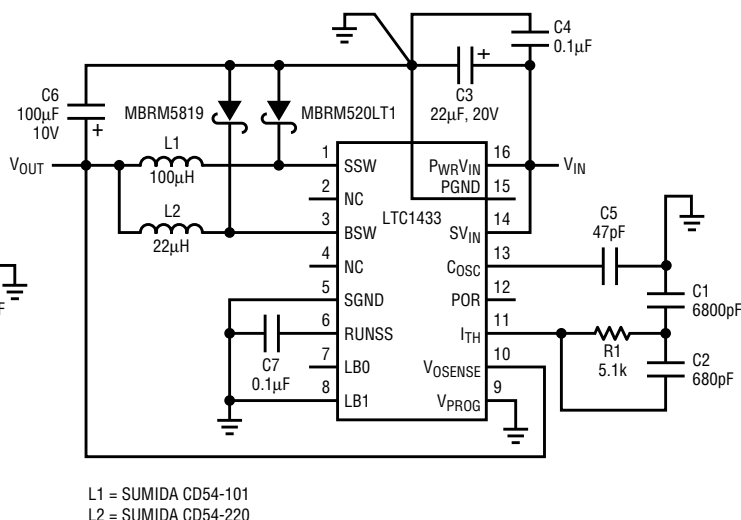 C4
0.1µF
+
C3
22µF, 20V
C6
100µF
10V
+
MBRM5819
MBRM520LT1
VOUT
L1
100µH
L2
22µH
1
SSW
2
NC
3
BSW
4
NC
5
SGND
6
RUNSS
7
LB0
8
LB1
LTC1433
PWRVIN
16
PGND
15
SVIN
14
COSC
13
POR
12
ITH
11
VOSENSE
10
VPROG
9
VIN
C5
47pF
C1
6800pF
R1
5.1k
C2
680pF
C7
0.1µF
F
L1 = SUMIDA CD54-101
L2 = SUMIDA CD54-220